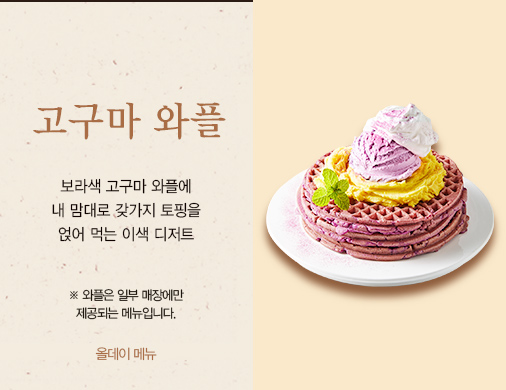 고구마 와플
보라색 고구마 와플에
내 맘대로 갖가지 토핑을
얹어 먹는 이색 디저트
※ 와플은 일부 매장에만
제공되는 메뉴입니다.
올데이 메뉴